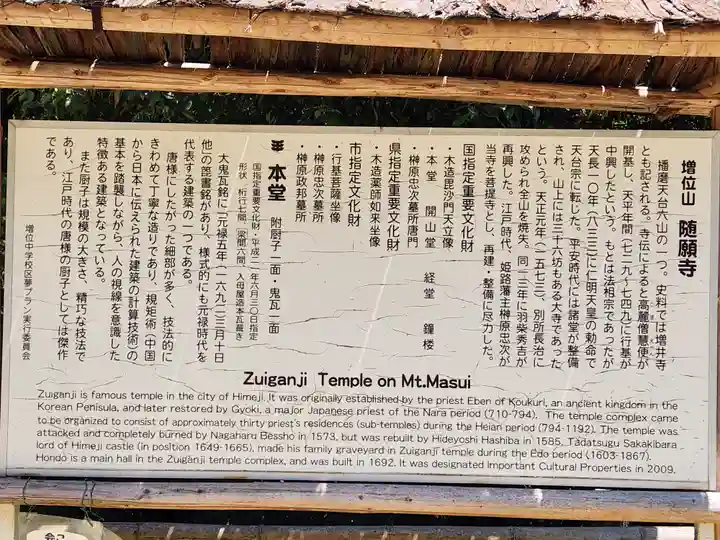 増位山 随願寺
播磨天台六山の一つ。史料では増井寺
とも記される。寺伝によると高麗僧慧便が
開基し、天平年間(七二九～七四九)に行基が
中興したという。もとは法相宗であったが
天長一〇年(八三三)に仁明天皇の勅命で
天台宗に転じた。平安時代には諸堂が整備
され、山上には三十六坊もある大寺であった
という。天正元年(一五七三)、別所長治に
攻められ全山を焼失、同一三年に羽柴秀吉が
再興した。江戸時代、姫路藩主榊原忠次が
当寺を菩提寺とし、再建・整備に尽力した。
国指定重要文化財
・木造毘沙門天立像
・本堂 開山堂 経堂 鐘楼
・榊原忠次墓所唐門
県指定重要文化財
・木造薬師如来坐像
市指定文化財
・行基菩薩坐像
・榊原忠次墓所
・榊原政邦墓所
本堂 附厨子一面・鬼瓦一面
国指定重要文化財・平成二一年六月三〇日指定
形状 桁行七間、梁間六間、入母屋造本瓦葺き
大鬼瓦銘に「元禄五年(一六九二)三月十日
他」の箆書銘があり、様式的にも元禄時代を
代表する建築の一つである。
唐様にしたがった細部が多く、技法的に
きわめて丁寧な造りであり、規矩術(中国
から日本に伝えられた建築の計算技術)の
基本を踏襲しながら、人の視線を意識した
特徴ある建築となっている。
また厨子は規模の大きさ、精巧な技法で
あり、江戸時代の唐様の厨子としては傑作
である。
増位中学校区夢プラン実行委員会
Zuiganji Temple on Mt.Masui
Zuiganji is famous temple in the city of Himeji. It was originally established by the priest Eben of Koukuri, an ancient kingdom in the
Korean Penisula, and later restored by Gyoki, a major Japanese priest of the Nara period (710-794). The temple complex came
to be organized to consist of approximately thirty priest's residences (sub-temples) during the Heian period (794-1192). The temple was
attacked and completely burned by Nagaharu Bessho in 1573, but was rebuilt by Hideyoshi Hashiba in 1585. Tadatsugu Sakakibara
lord of Himeji castle (in position 1649-1665), made his family graveyard in Zuiganji temple during the Edo period (1603-1867).
Hondo is a main hall in the Zuiganji temple complex, and was built in 1692. It was designated Important Cultural Properties in 2009.